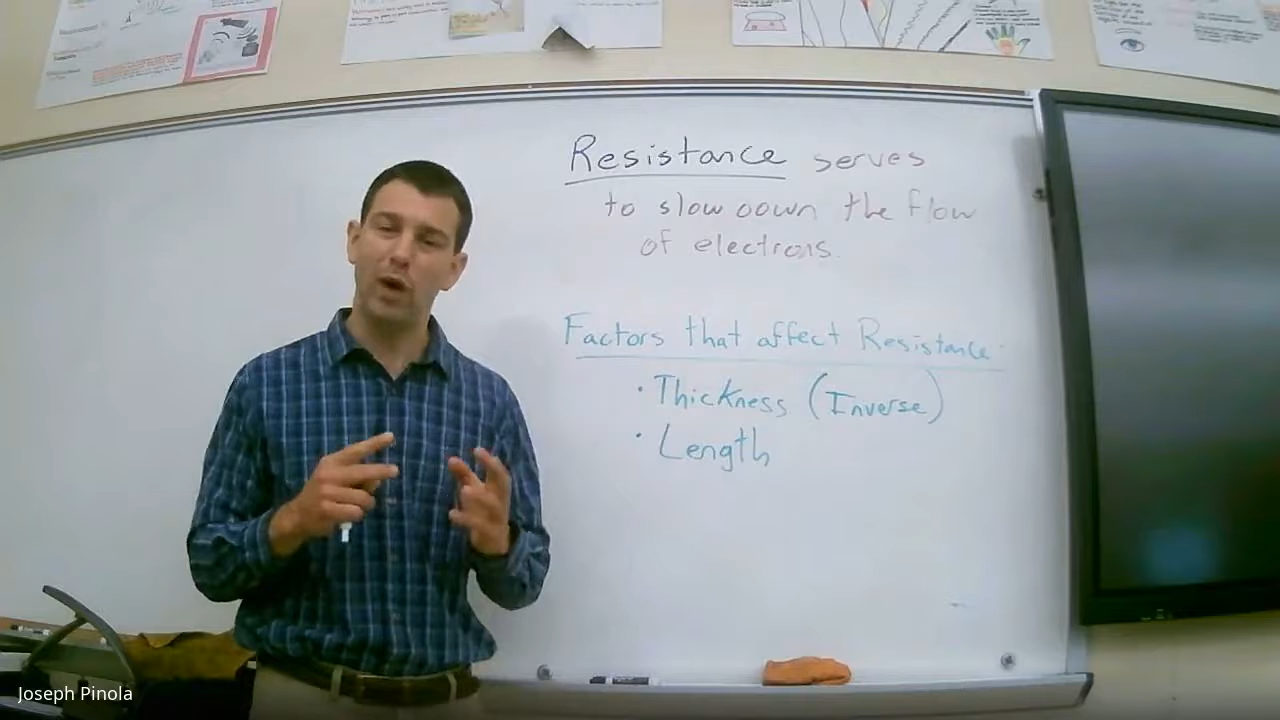 Resistance serves
to slow down the flow
of electrons.
Factors that affect Resistance
• Thickness (Inverse)
• Length
Joseph Pinola